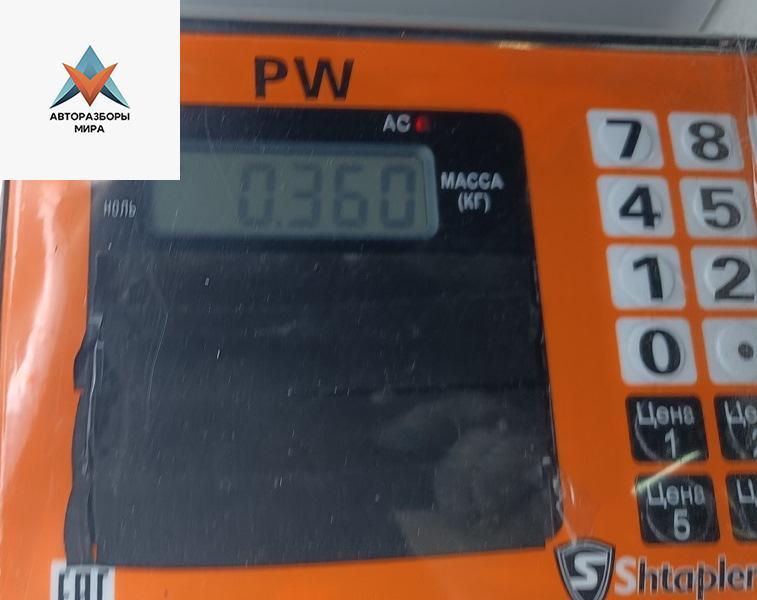 АВТОРАЗБОРЫ
МИРА
PW
AC
НОЛЬ
0.360
МАССА
(КГ)
7 8
4 5
1 2
0 .
Цена
1
Цена
5
Shtapler